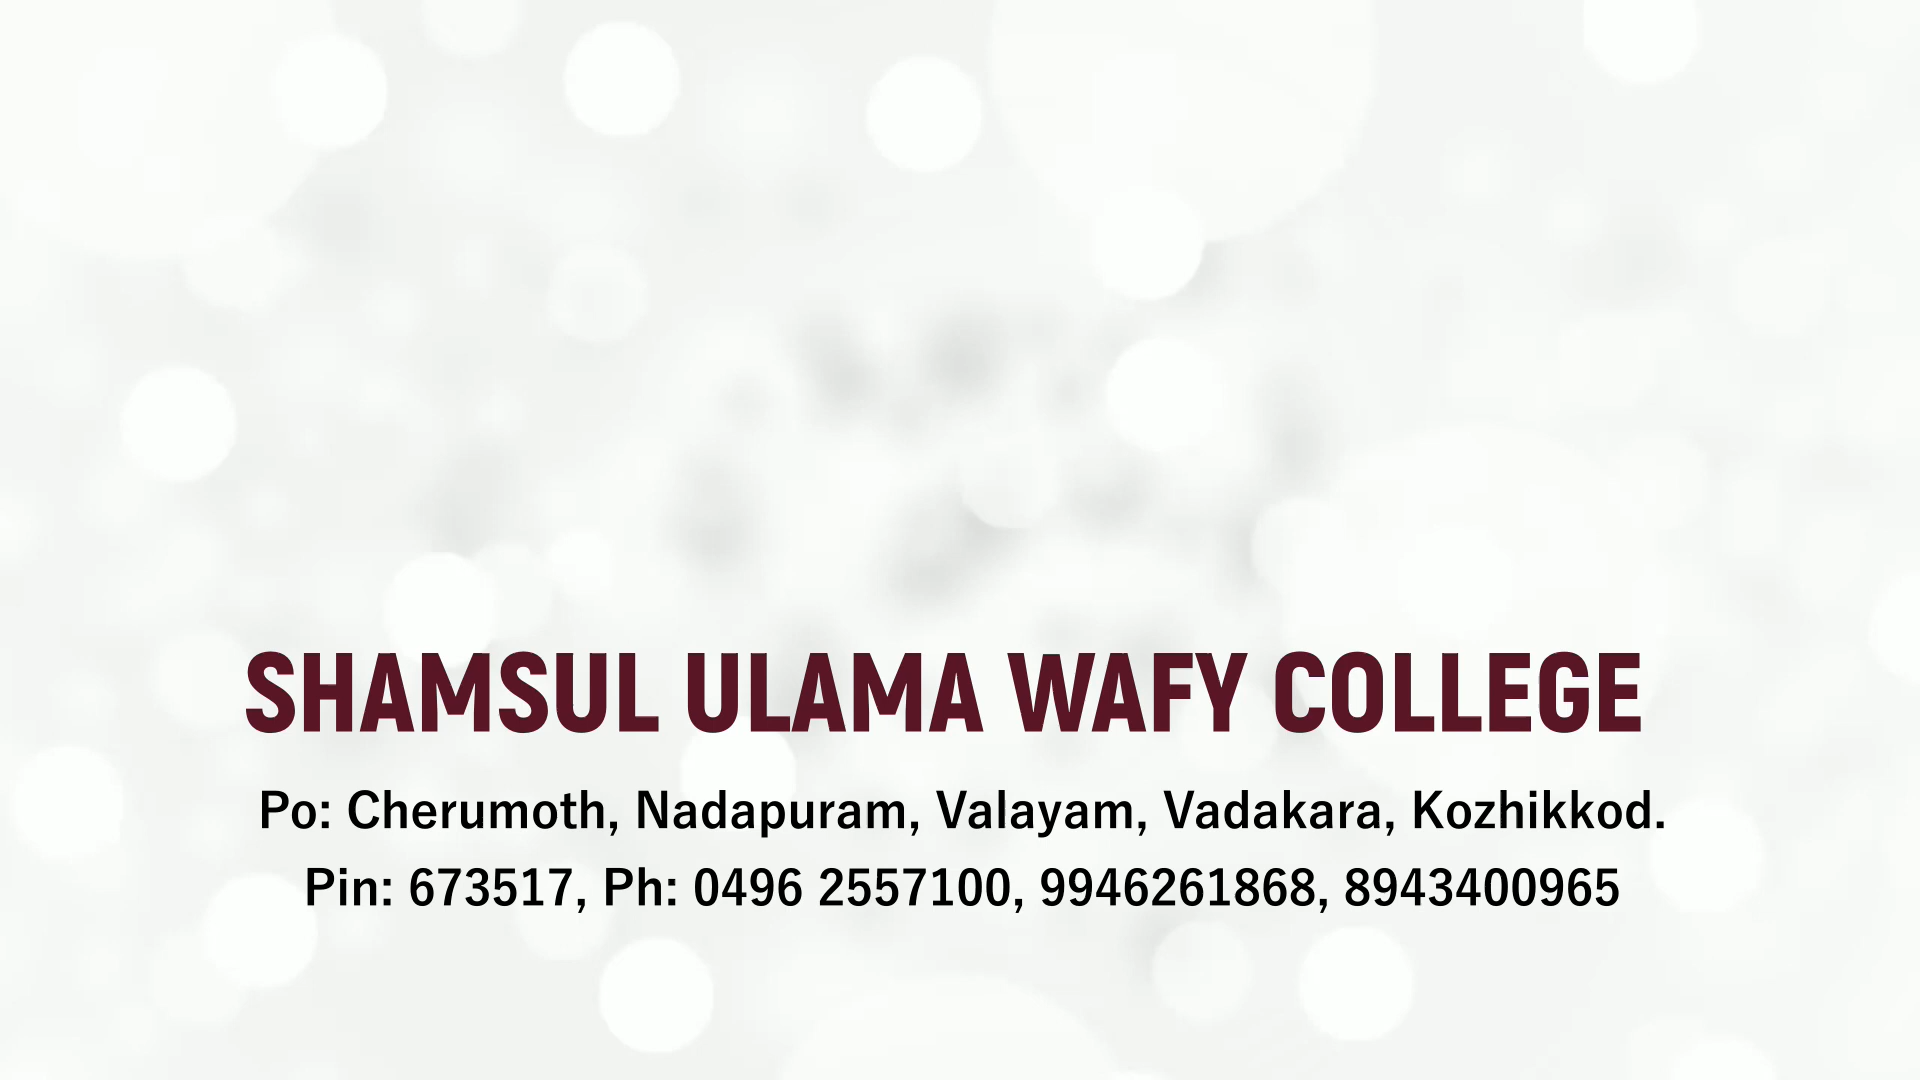 SHAMSUL ULAMA WAFY COLLEGE
Po: Cherumoth, Nadapuram, Valayam, Vadakara, Kozhikkod.
Pin: 673517, Ph: 0496 2557100, 9946261868, 8943400965